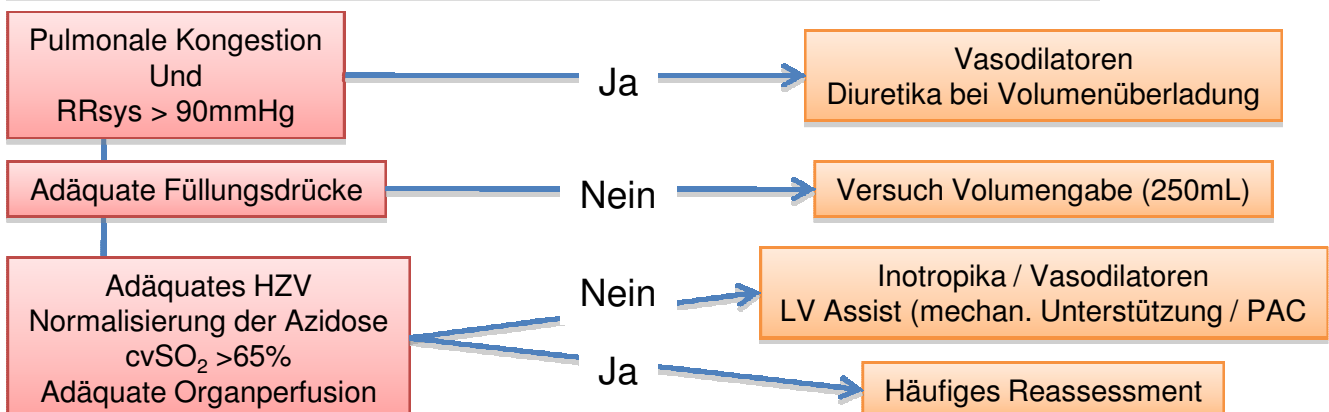 Pulmonale Kongestion
Und
RRsys > 90mmHg
Ja
Vasodilatoren
Diuretika bei Volumenüberladung
Adäquate Füllungsdrücke
Nein
Versuch Volumengabe (250mL)
Adäquates HZV
Normalisierung der Azidose
cvSO₂ >65%
Adäquate Organperfusion
Nein
Inotropika / Vasodilatoren
LV Assist (mechan. Unterstützung / PAC
Ja
Häufiges Reassessment